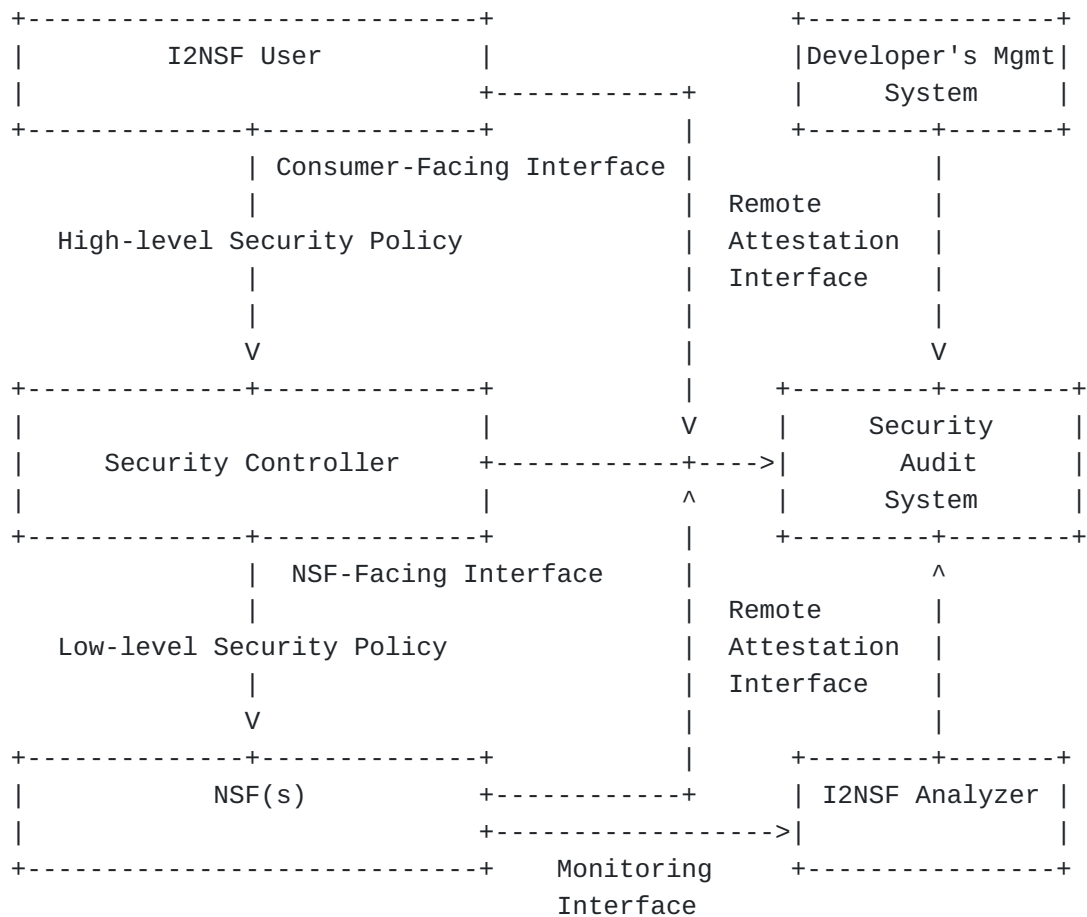 I2NSF User
Developer's Mgmt
System
Consumer-Facing Interface
Remote
High-level Security Policy
Attestation
Interface
Security
Security Controller
Audit
System
NSF-Facing Interface
Remote
Low-level Security Policy
Attestation
Interface
NSF(s)
I2NSF Analyzer
Monitoring
Interface